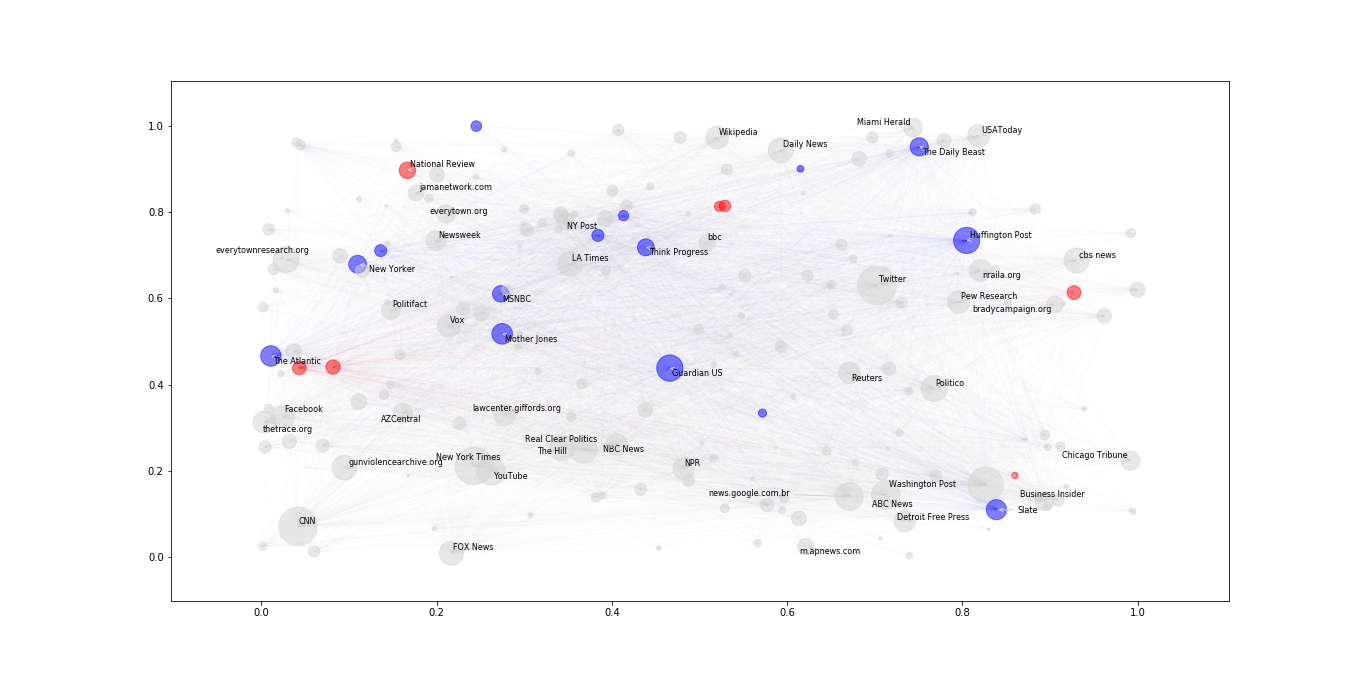 Miami Herald
1.0
USAToday
Wikipedia
Daily News
The Daily Beast
National Review
jamanetwork.com
0.8
everytown.org
NY Post
Newsweek
bbc
Huffington Post
everytownresearch.org
Think Progress
cbs news
LA Times
New Yorker
nraila.org
Twitter
0.6
MSNBC
Pew Research
Politifact
bradycampaign.org
Vox
Mother Jones
The Atlantic
Guardian US
0.4
Reuters
Politico
Facebook
lawcenter.giffords.org
AZCentral
thetrace.org
Real Clear Politics
The Hill
NBC News
New York Times
Chicago Tribune
gunviolencearchive.org
NPR
0.2
YouTube
Washington Post
news.google.com.br
Business Insider
ABC News
Slate
CNN
Detroit Free Press
FOX News
m.apnews.com
0.0
0.0
0.2
0.4
0.6
0.8
1.0